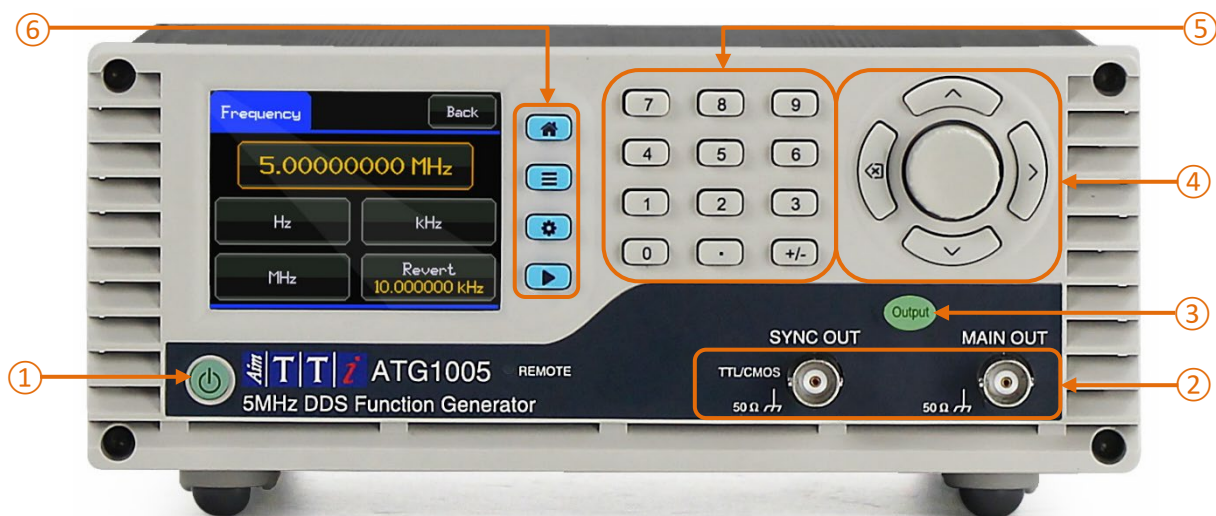 6
5
Frequency
Back
5.00000000 MHz
Hz
kHz
MHz
Revert
10.000000 kHz
7
8
9
4
5
6
1
2
3
0
.
+/-
4
Output
3
SYNC OUT
MAIN OUT
1
Aim TTi ATG1005
REMOTE
5MHz DDS Function Generator
TTL/CMOS
50 Ω
50 Ω
2